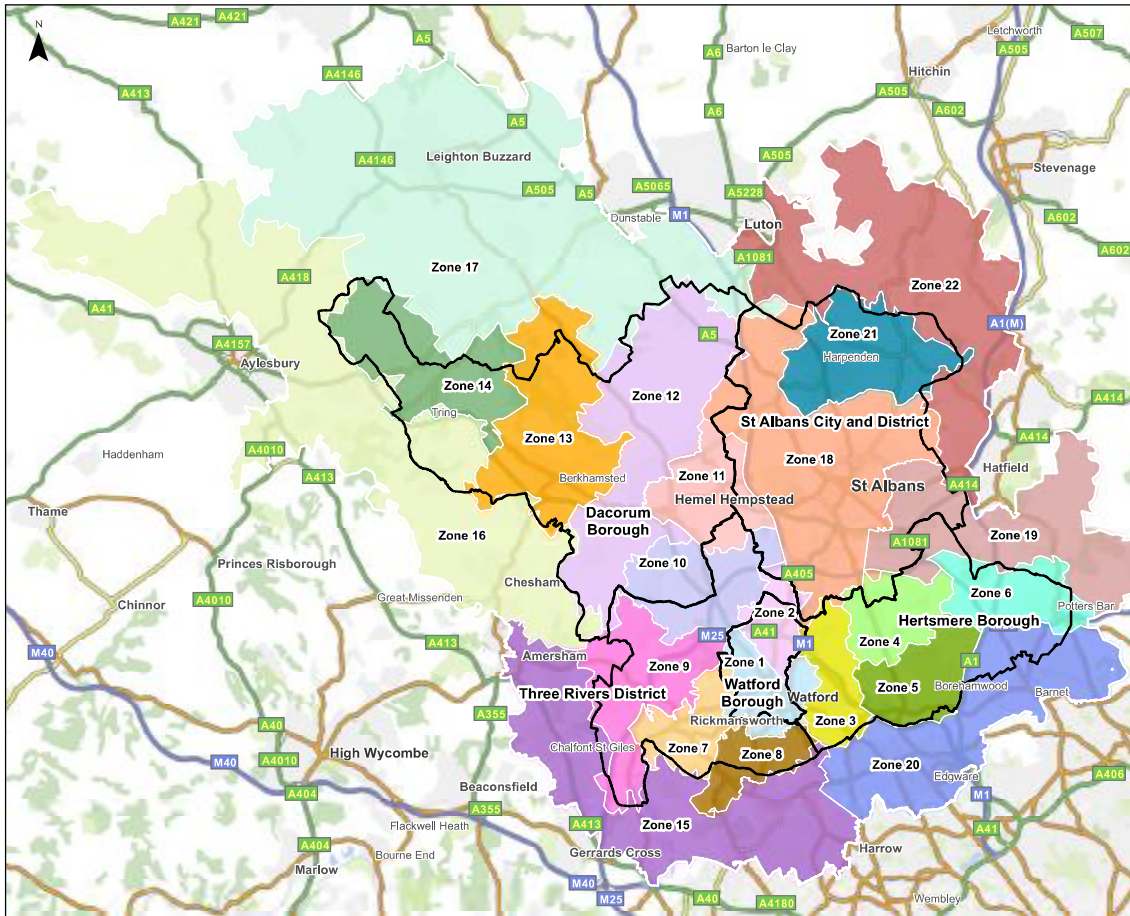 A421
A421
Letchworth
A507
N
A5
A6
Barton le Clay
A505
A4146
Hitchin
A413
A505
A6
A602
A5
A4146
Leighton Buzzard
A505
Stevenage
A505
A5
A5065
A5228
Dunstable
M1
Luton
A602
A602
A1081
Zone 17
A418
Zone 22
A41
A1(M)
A5
Zone 21
A4157
Harpenden
Aylesbury
Zone 14
Zone 12
A414
Tring
St Albans City and District
Zone 13
A414
A4010
Haddenham
Zone 18
Hatfield
A413
Zone 11
Berkhamsted
St Albans
A414
Hemel Hempstead
Thame
Dacorum
Borough
Zone 16
Zone 19
A1081
Princes Risborough
Zone 10
A405
Chesham
Zone 6
Chinnor
A4010
Great Missenden
Potters Bar
Zone 2
Hertsmere Borough
M25
A41
M1
Zone 4
A413
M40
Amersham
Zone 9
Zone 1
A1
Three Rivers District
Watford
Borough
Watford
Zone 5
Borehamwood
Barnet
A355
Rickmansworth
Zone 3
A40
Chalfont St Giles
Zone 7
Zone 8
High Wycombe
A4010
M40
Zone 20
A406
Edgware
Beaconsfield
A404
M1
A355
Flackwell Heath
A413
Zone 15
A41
A404
Bourne End
Gerrards Cross
Harrow
Marlow
M40
M25
A40
A4180
Wembley